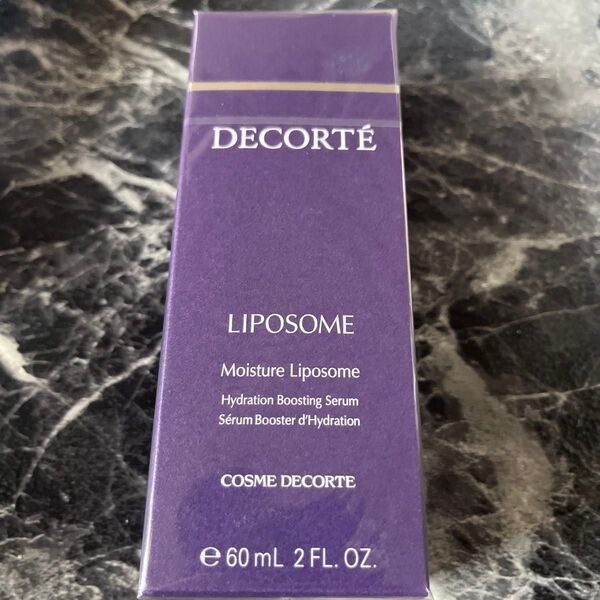 DECORTÉ
LIPOSOME
Moisture Liposome
Hydration Boosting Serum
Sérum Booster d'Hydration
COSME DECORTE
℮ 60 mL 2 FL. OZ.